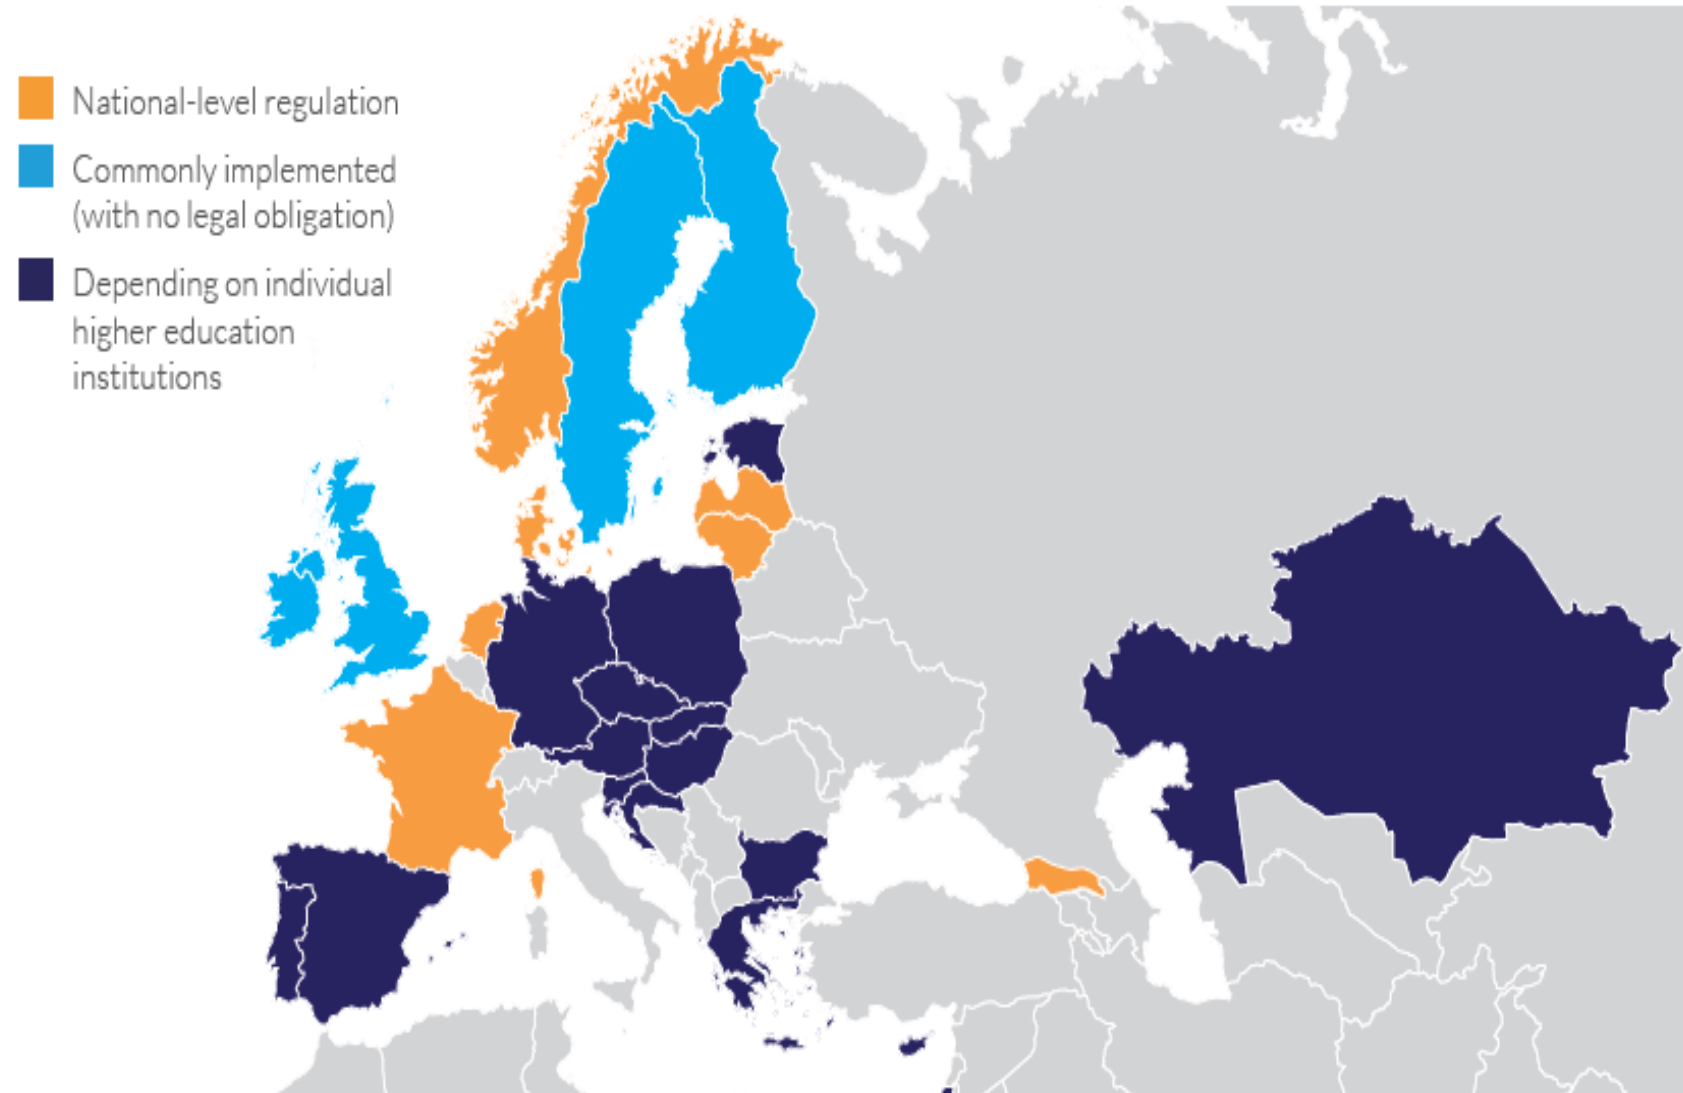 National-level regulation
Commonly implemented
(with no legal obligation)
Depending on individual
higher education
institutions